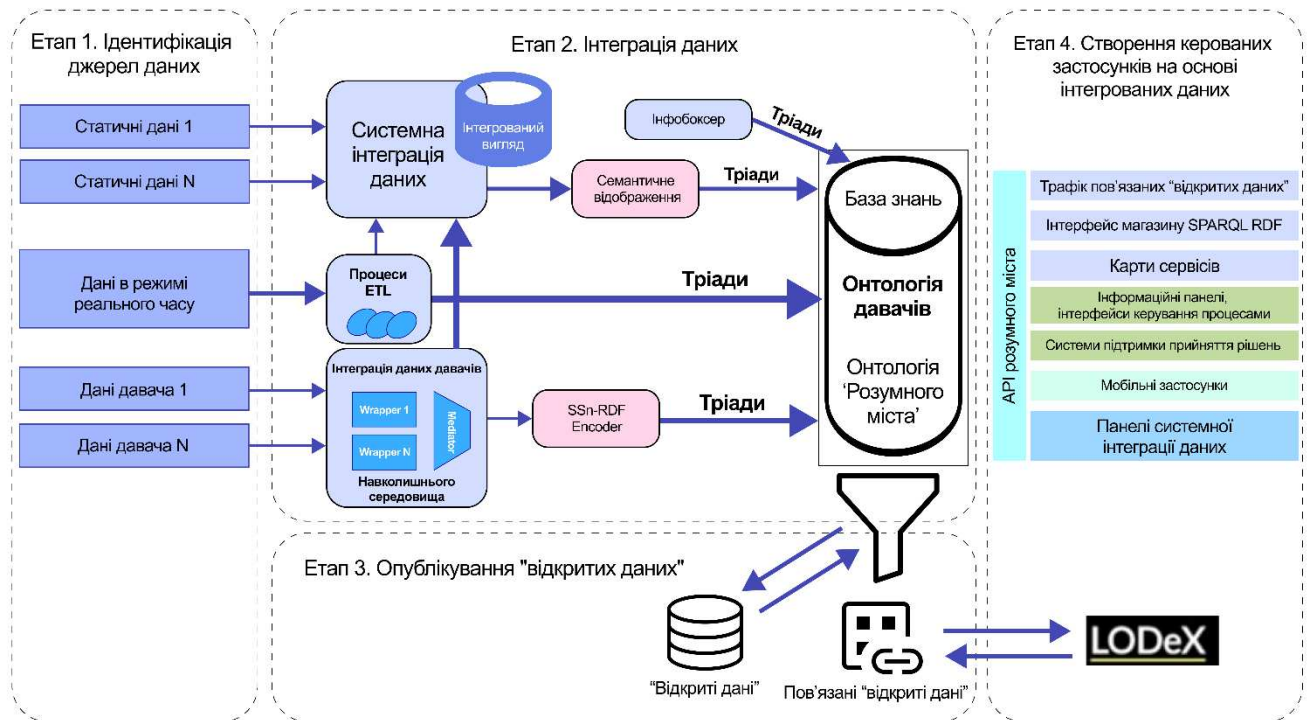 Етап 1. Ідентифікація
джерел даних
Статичні дані 1
Статичні дані N
Дані в режимі
реального часу
Дані давача 1
Дані давача N
Етап 2. Інтеграція даних
Системна
інтеграція
даних
Інтегрований
вигляд
Інфобоксер
Тріади
Семантичне
відображення
Тріади
Процеси
ETL
Тріади
Інтеграція даних давачів
Wrapper 1
Wrapper N
Mediator
Навколишнього
середовища
SSn-RDF
Encoder
Тріади
База знань
Онтологія
давачів
Онтологія
‘Розумного
міста’
Етап 3. Опублікування "відкритих даних"
“Відкриті дані”
Пов’язані “відкриті дані”
Етап 4. Створення керованих
застосунків на основі
інтегрованих даних
API розумного міста
Трафік пов’язаних “відкритих даних”
Інтерфейс магазину SPARQL RDF
Карти сервісів
Інформаційні панелі,
інтерфейси керування процесами
Системи підтримки прийняття рішень
Мобільні застосунки
Панелі системної
інтеграції даних
LODeX